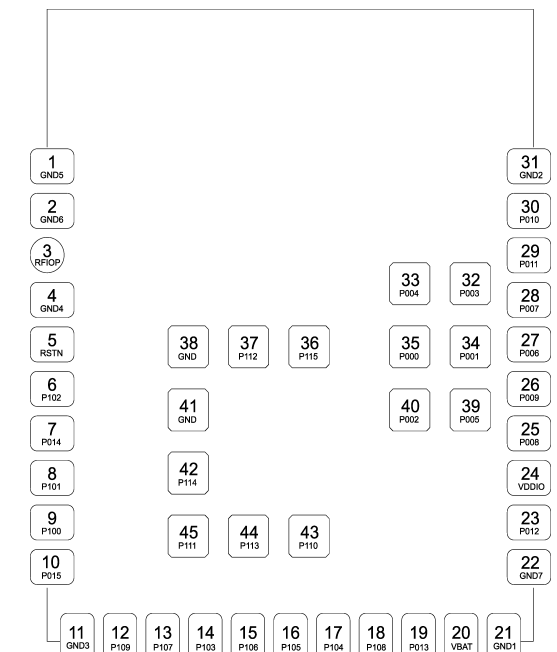 1
GND5
2
GND6
3
RFIOP
4
GND4
5
RSTN
6
P102
7
P014
8
P101
9
P100
10
P015
11
GND3
12
P109
13
P107
14
P103
15
P106
16
P105
17
P104
18
P108
19
P013
20
VBAT
21
GND1
22
GND7
23
P012
24
VDDIO
25
P008
26
P009
27
P006
28
P007
29
P011
30
P010
31
GND2
33
P004
32
P003
35
P000
34
P001
40
P002
39
P005
38
GND
37
P112
36
P115
41
GND
42
P114
45
P111
44
P113
43
P110